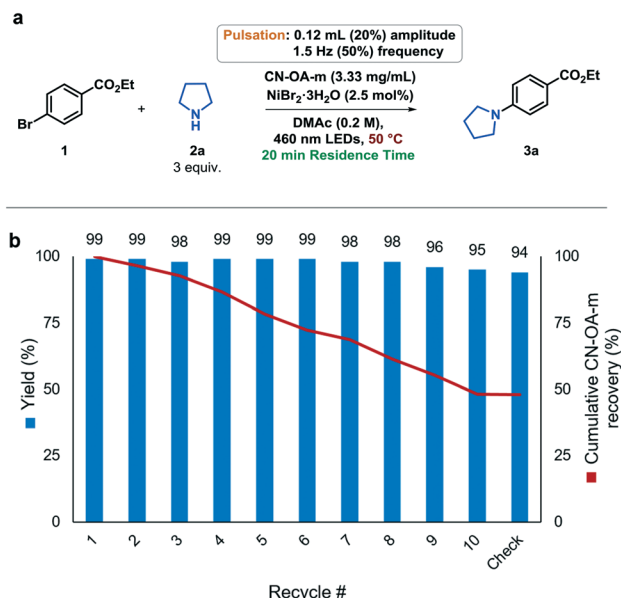 a
Pulsation: 0.12 mL (20%) amplitude
1.5 Hz (50%) frequency
CN-OA-m (3.33 mg/mL)
NiBr2·3H2O (2.5 mol%)
DMAc (0.2 M),
460 nm LEDs, 50 °C
20 min Residence Time
CO2Et
Br
1
+
N
H
2a
3 equiv.
CO2Et
N
3a
b
99 99 98 99 99 99 98 98 96 95 94
100 100
75 75
50 50
25 25
0 0
Yield (%)
Cumulative CN-OA-m
recovery (%)
1 2 3 4 5 6 7 8 9 10 Check
Recycle #